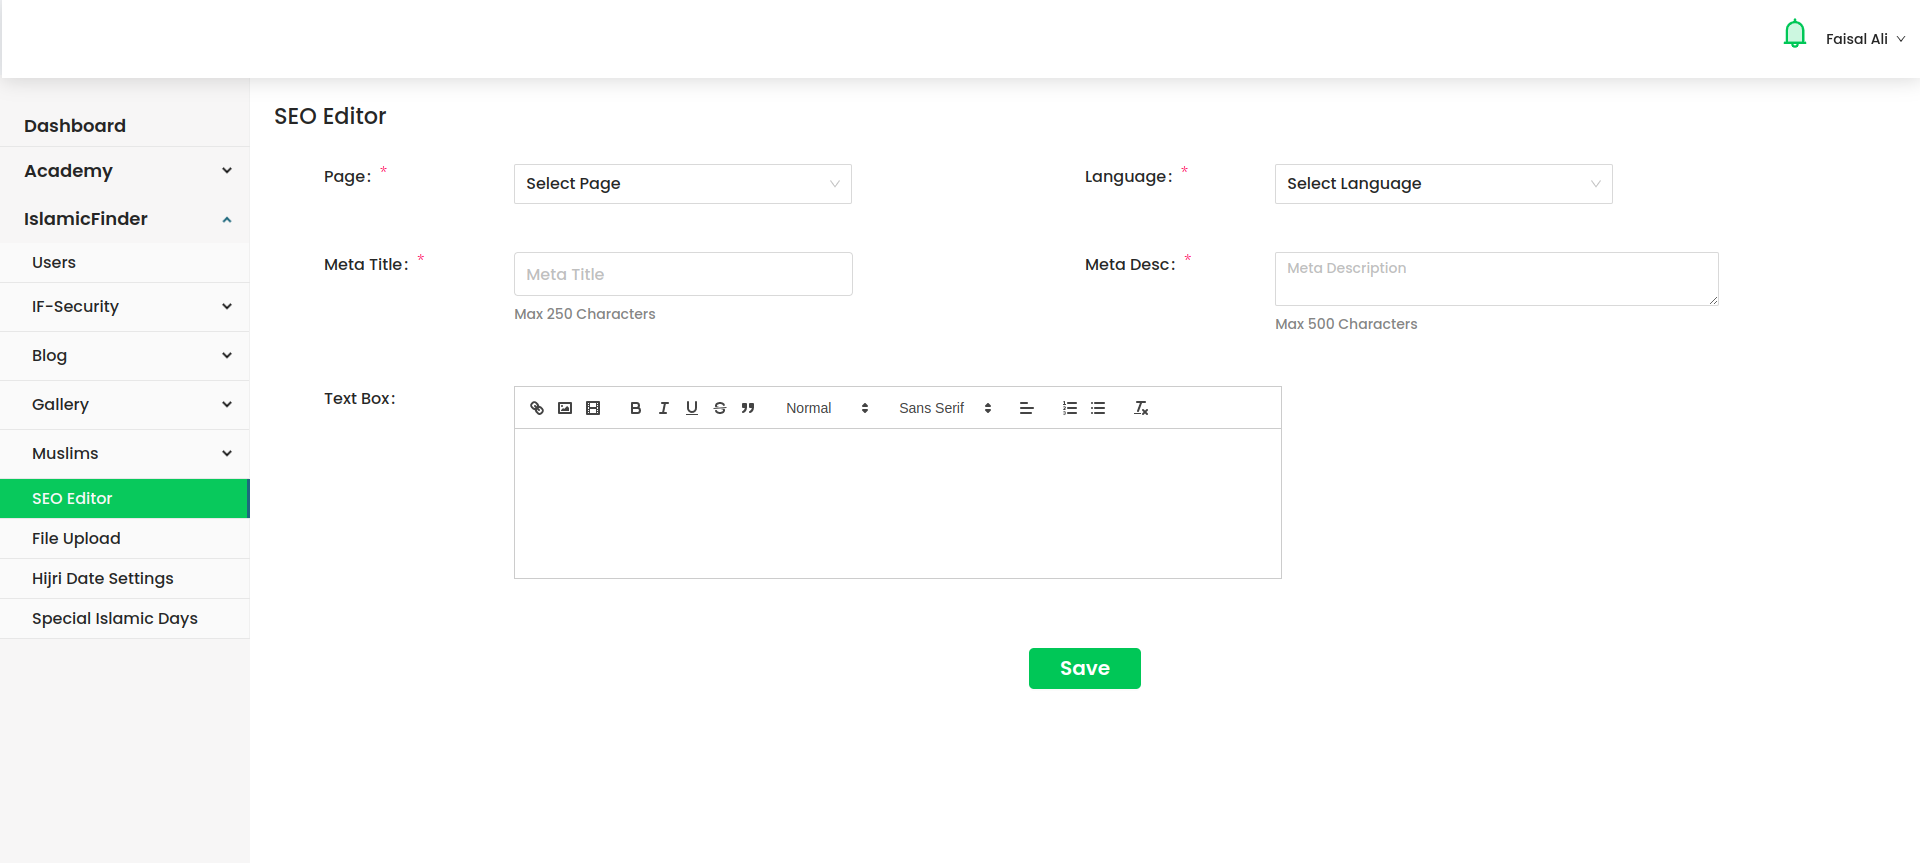 Faisal Ali
Dashboard
Academy
IslamicFinder
Users
IF-Security
Blog
Gallery
Muslims
SEO Editor
File Upload
Hijri Date Settings
Special Islamic Days
SEO Editor
Page: *
Select Page
Language: *
Select Language
Meta Title: *
Meta Title
Max 250 Characters
Meta Desc: *
Meta Description
Max 500 Characters
Text Box:
Normal
Sans Serif
Save